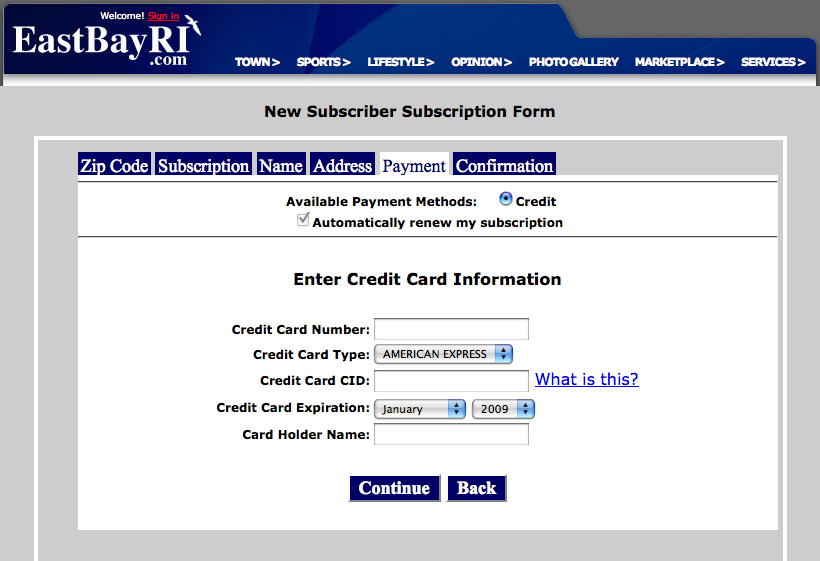 Welcome! Sign In
EastBayRI
.com
TOWN > SPORTS > LIFESTYLE > OPINION > PHOTO GALLERY MARKETPLACE > SERVICES >
New Subscriber Subscription Form
Zip Code Subscription Name Address Payment Confirmation
Available Payment Methods: Credit
Automatically renew my subscription
Enter Credit Card Information
Credit Card Number:
Credit Card Type: AMERICAN EXPRESS
Credit Card CID: What is this?
Credit Card Expiration: January 2009
Card Holder Name:
Continue Back